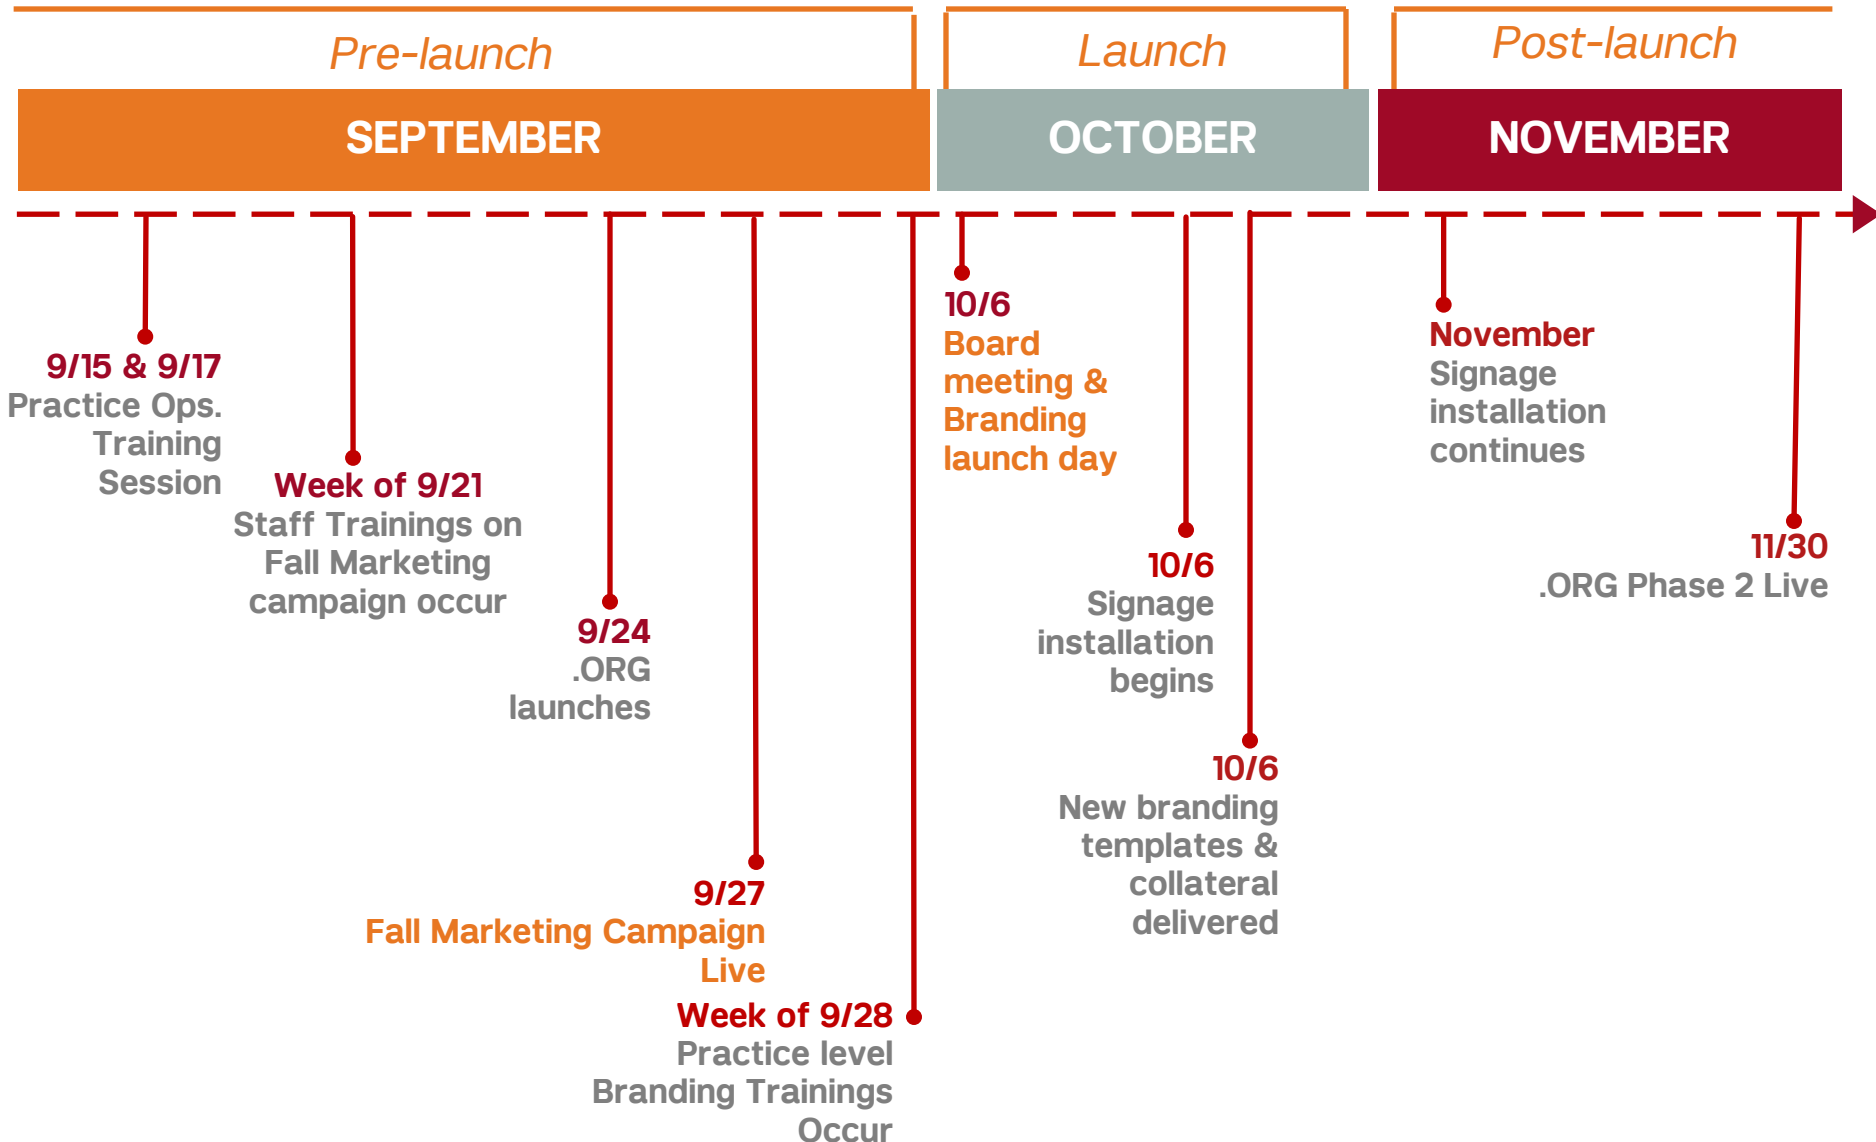 Pre-launch
Launch
Post-launch
SEPTEMBER
OCTOBER
NOVEMBER
9/15 & 9/17
Practice Ops.
Training
Session
Week of 9/21
Staff Trainings on
Fall Marketing
campaign occur
9/24
.ORG
launches
9/27
Fall Marketing Campaign
Live
Week of 9/28
Practice level
Branding Trainings
Occur
10/6
Board
meeting &
Branding
launch day
10/6
Signage
installation
begins
10/6
New branding
templates &
collateral
delivered
November
Signage
installation
continues
11/30
.ORG Phase 2 Live